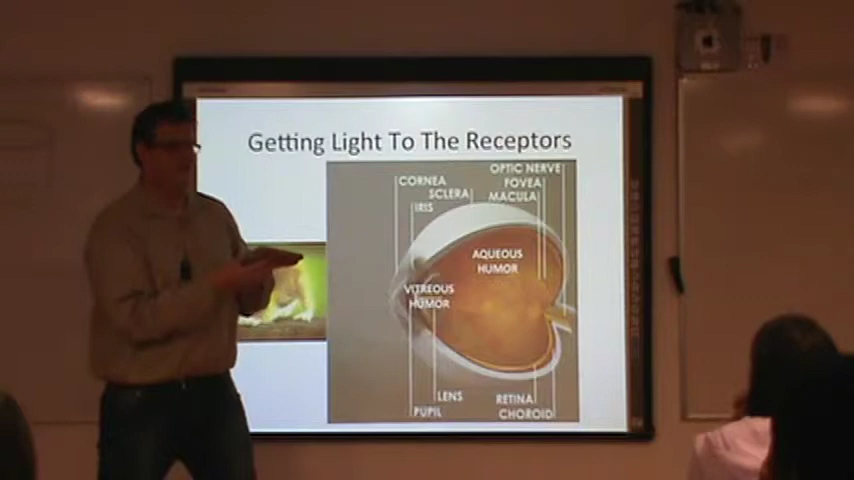 Getting Light To The Receptors
OPTIC NERVE
CORNEA
FOVEA
SCLERA
MACULA
IRIS
AQUEOUS
HUMOR
VITREOUS
HUMOR
LENS
RETINA
PUPIL
CHOROID